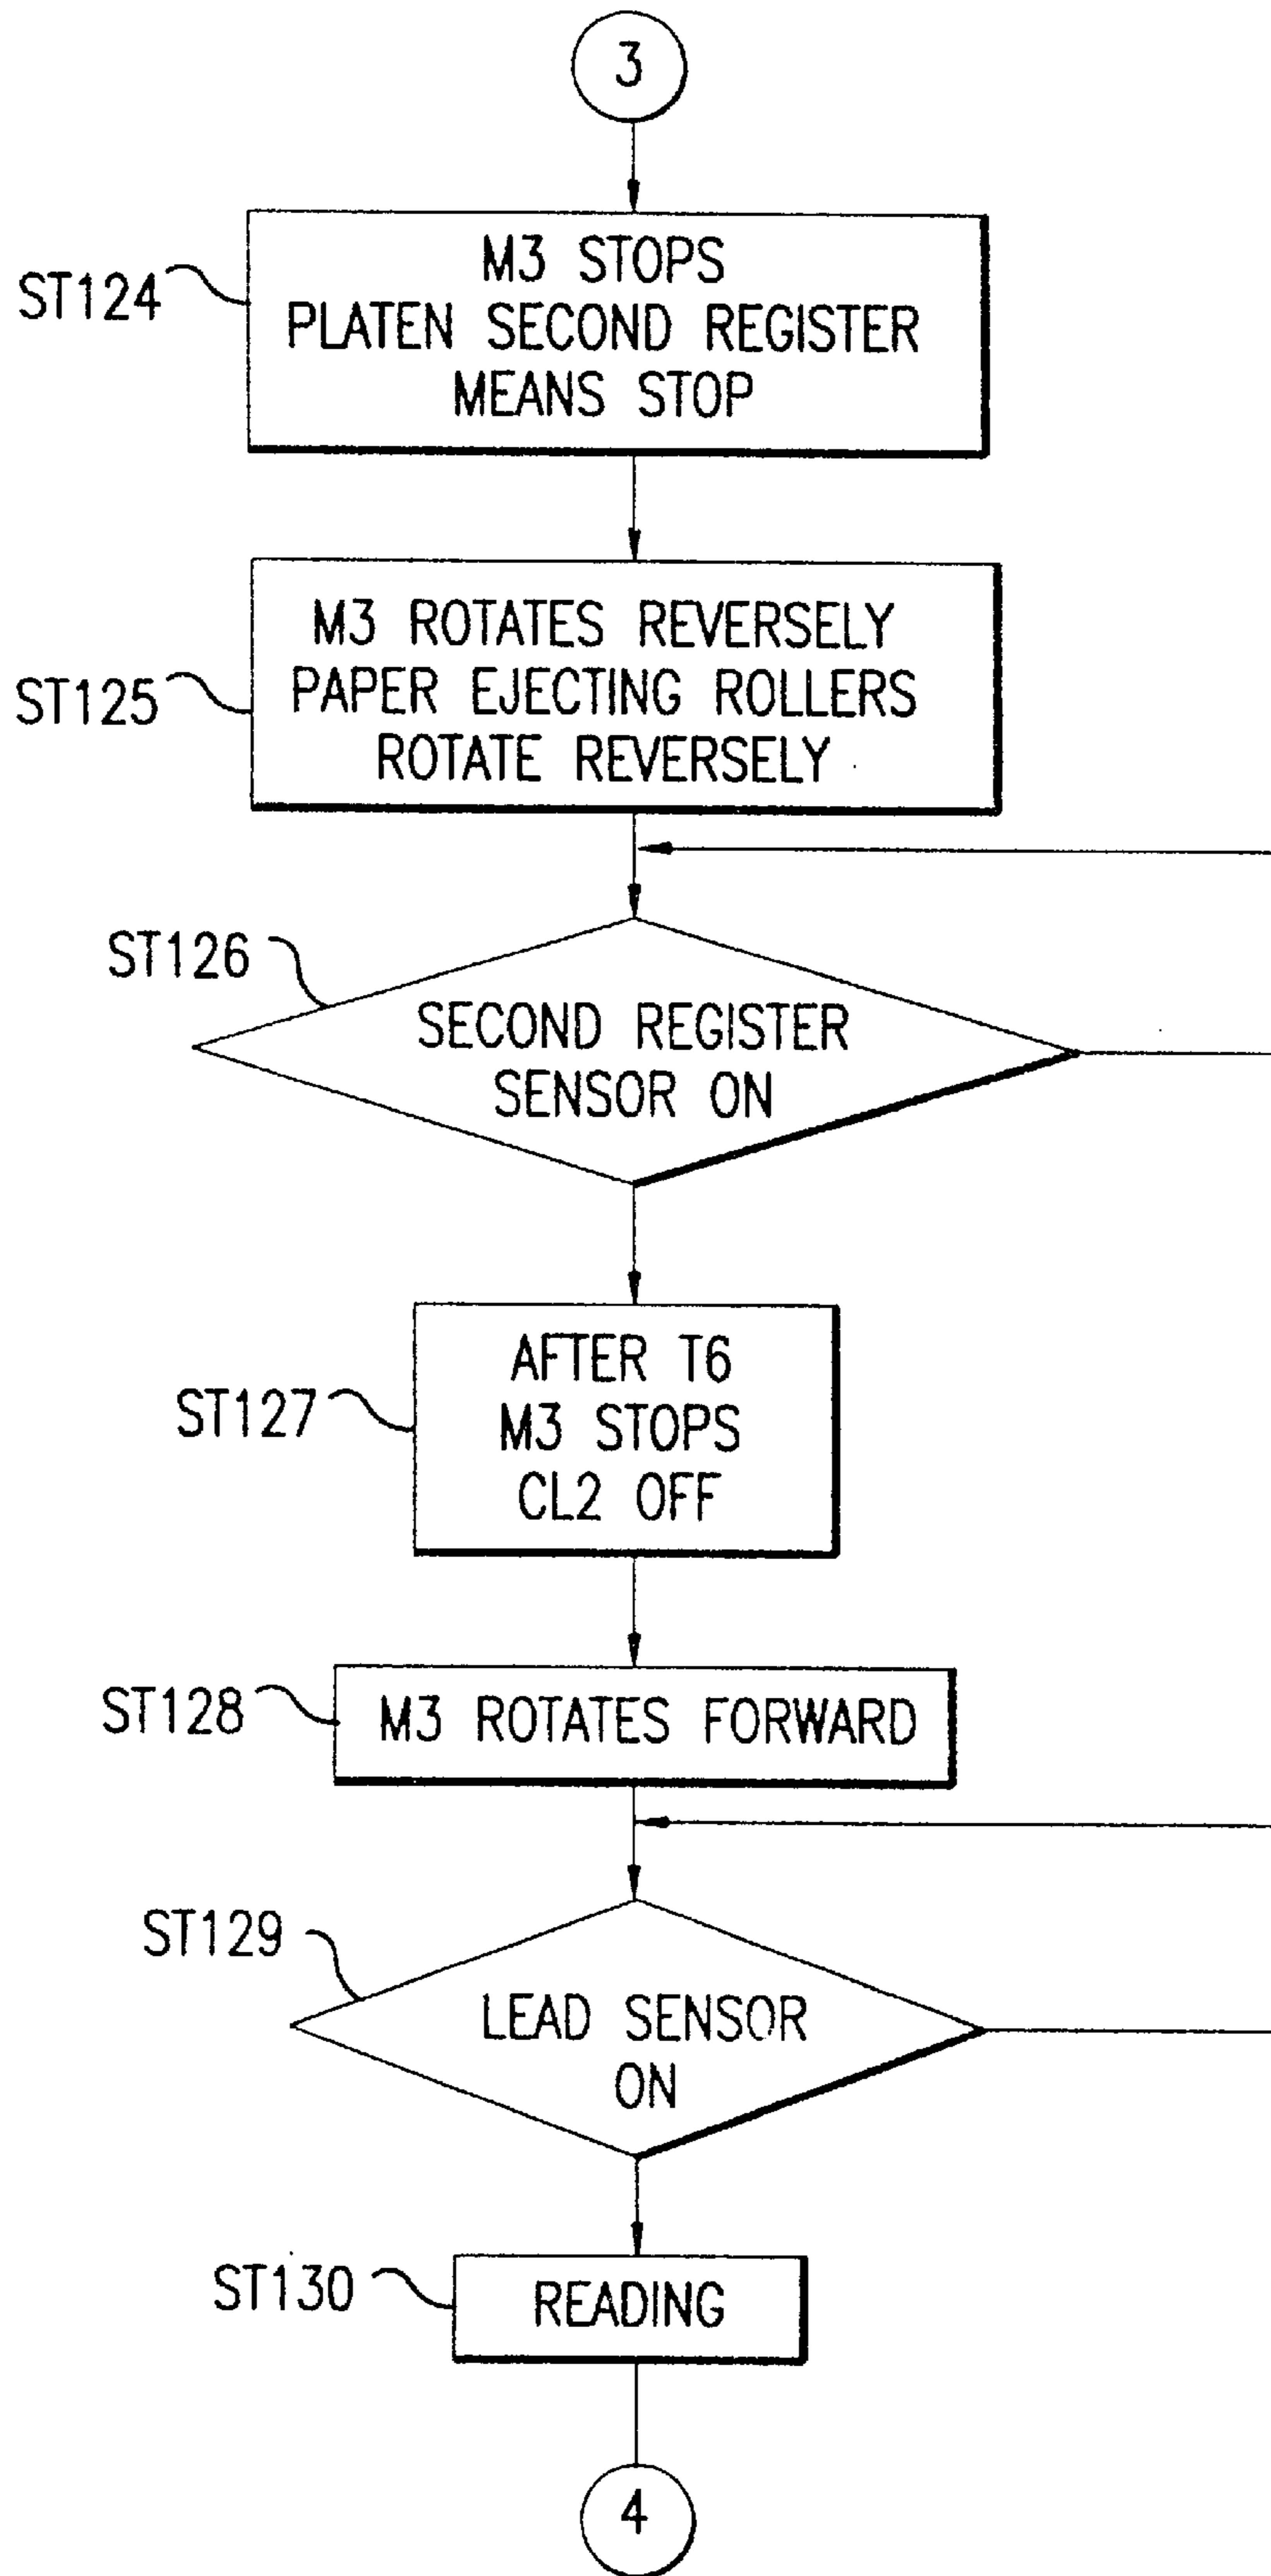 3
ST124
M3 STOPS
PLATEN SECOND REGISTER
MEANS STOP
ST125
M3 ROTATES REVERSELY
PAPER EJECTING ROLLERS
ROTATE REVERSELY
ST126
SECOND REGISTER
SENSOR ON
ST127
AFTER T6
M3 STOPS
CL2 OFF
ST128
M3 ROTATES FORWARD
ST129
LEAD SENSOR
ON
ST130
READING
4